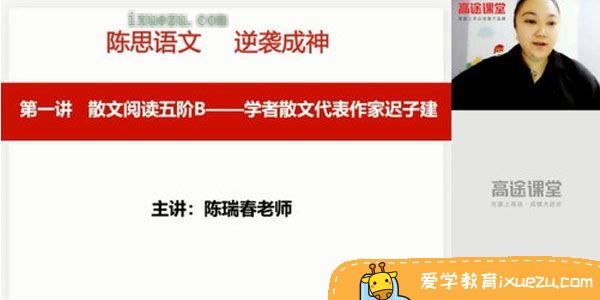 ixuezu.com
陈思语文 逆袭成神
第一讲 散文阅读五阶B——学者散文代表作家迟子建
主讲：陈瑞春老师
高途课堂
高途课堂
爱学教育ixuezu.com